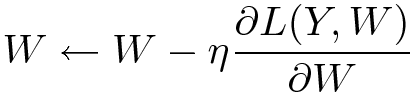 W ← W − η ∂L(Y, W) / ∂W